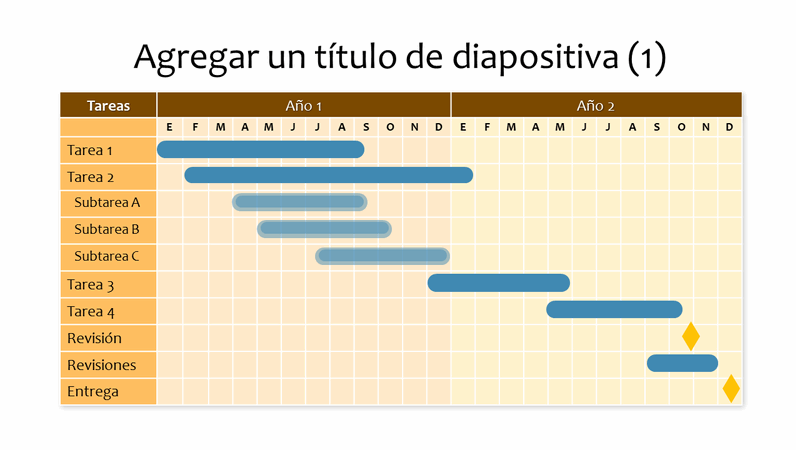 Agregar un título de diapositiva (1)
Tareas Año 1 Año 2
E F M A M J J A S O N D E F M A M J J A S O N D
Tarea 1
Tarea 2
Subtarea A
Subtarea B
Subtarea C
Tarea 3
Tarea 4
Revisión
Revisiones
Entrega